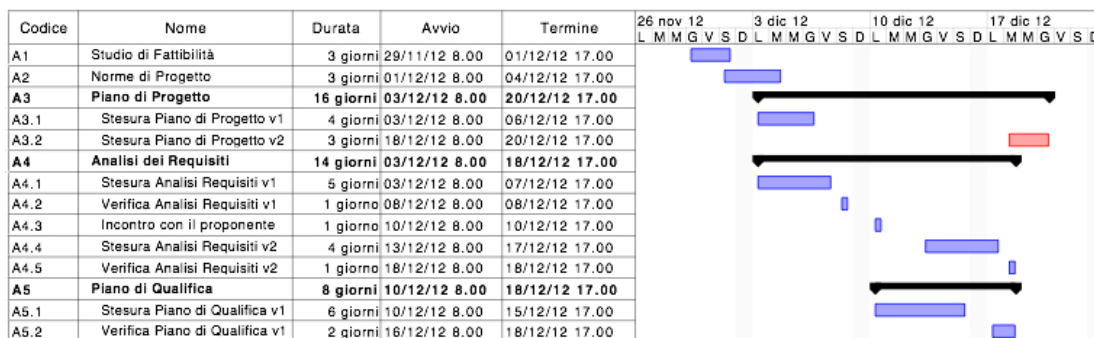 Codice Nome Durata Avvio Termine 26 nov 12 3 dic 12 10 dic 12 17 dic 12
L M M G V S D L M M G V S D L M M G V S D L M M G V S D
A1 Studio di Fattibilità 3 giorni 29/11/12 8.00 01/12/12 17.00
A2 Norme di Progetto 3 giorni 01/12/12 8.00 04/12/12 17.00
A3 Piano di Progetto 16 giorni 03/12/12 8.00 20/12/12 17.00
A3.1 Stesura Piano di Progetto v1 4 giorni 03/12/12 8.00 06/12/12 17.00
A3.2 Stesura Piano di Progetto v2 3 giorni 18/12/12 8.00 20/12/12 17.00
A4 Analisi dei Requisiti 14 giorni 03/12/12 8.00 18/12/12 17.00
A4.1 Stesura Analisi Requisiti v1 5 giorni 03/12/12 8.00 07/12/12 17.00
A4.2 Verifica Analisi Requisiti v1 1 giorno 08/12/12 8.00 08/12/12 17.00
A4.3 Incontro con il proponente 1 giorno 10/12/12 8.00 10/12/12 17.00
A4.4 Stesura Analisi Requisiti v2 4 giorni 13/12/12 8.00 17/12/12 17.00
A4.5 Verifica Analisi Requisiti v2 1 giorno 18/12/12 8.00 18/12/12 17.00
A5 Piano di Qualifica 8 giorni 10/12/12 8.00 18/12/12 17.00
A5.1 Stesura Piano di Qualifica v1 6 giorni 10/12/12 8.00 15/12/12 17.00
A5.2 Verifica Piano di Qualifica v1 2 giorni 16/12/12 8.00 18/12/12 17.00